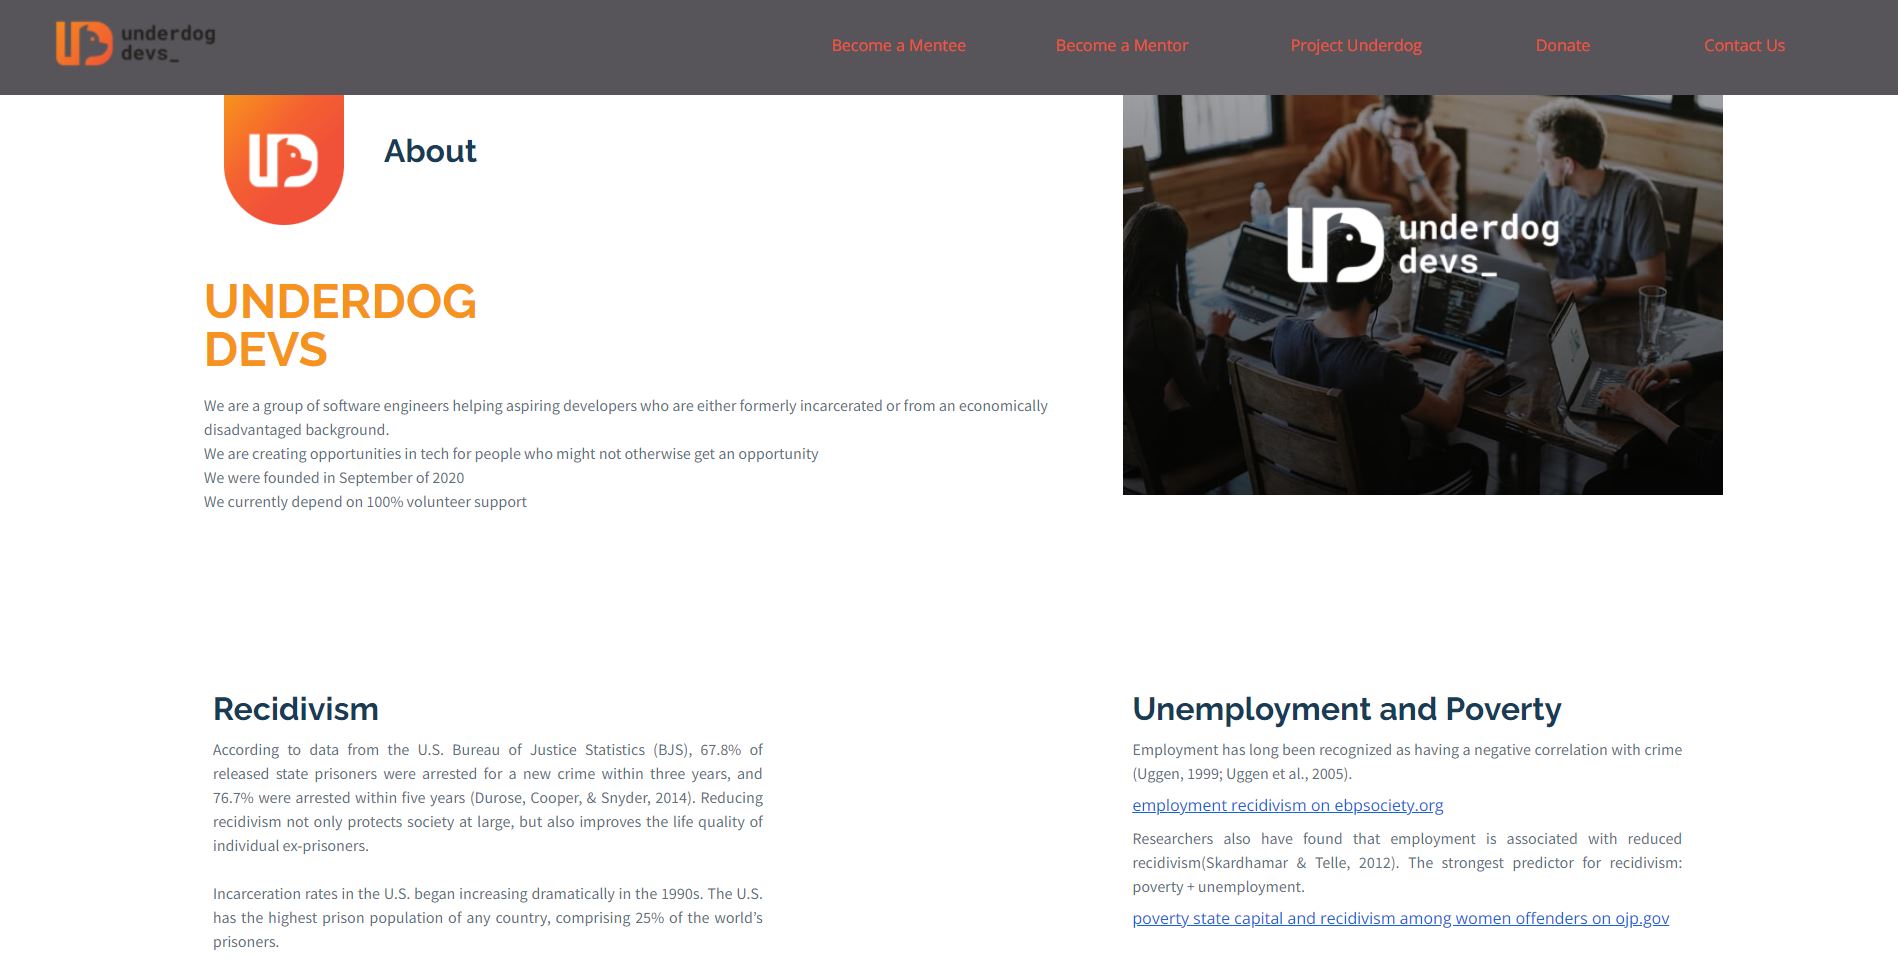 underdog
devs_
Become a Mentee
Become a Mentor
Project Underdog
Donate
Contact Us
About
UNDERDOG
DEVS
We are a group of software engineers helping aspiring developers who are either formerly incarcerated or from an economically
disadvantaged background.
We are creating opportunities in tech for people who might not otherwise get an opportunity
We were founded in September of 2020
We currently depend on 100% volunteer support
underdog
devs_
Recidivism
According to data from the U.S. Bureau of Justice Statistics (BJS), 67.8% of
released state prisoners were arrested for a new crime within three years, and
76.7% were arrested within five years (Durose, Cooper, & Snyder, 2014). Reducing
recidivism not only protects society at large, but also improves the life quality of
individual ex-prisoners.
Incarceration rates in the U.S. began increasing dramatically in the 1990s. The U.S.
has the highest prison population of any country, comprising 25% of the world’s
prisoners.
Unemployment and Poverty
Employment has long been recognized as having a negative correlation with crime
(Uggen, 1999; Uggen et al., 2005).
employment recidivism on ebpsociety.org
Researchers also have found that employment is associated with reduced
recidivism(Skardhamar & Telle, 2012). The strongest predictor for recidivism:
poverty + unemployment.
poverty state capital and recidivism among women offenders on ojp.gov